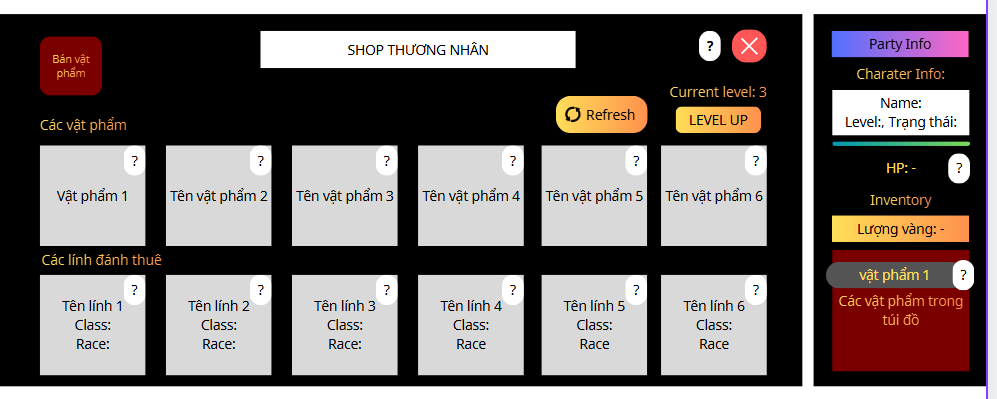 Bán vật
phẩm
SHOP THƯƠNG NHÂN
?
Current level: 3
Các vật phẩm
Refresh
LEVEL UP
?
?
?
?
?
?
Vật phẩm 1
Tên vật phẩm 2
Tên vật phẩm 3
Tên vật phẩm 4
Tên vật phẩm 5
Tên vật phẩm 6
Các lính đánh thuê
?
?
?
?
?
?
Tên lính 1
Class:
Race:
Tên lính 2
Class:
Race:
Tên lính 3
Class:
Race:
Tên lính 4
Class:
Race
Tên lính 5
Class:
Race
Tên lính 6
Class:
Race
Party Info
Charater Info:
Name:
Level:, Trạng thái:
HP: -
?
Inventory
Lượng vàng: -
vật phẩm 1
?
Các vật phẩm trong
túi đồ